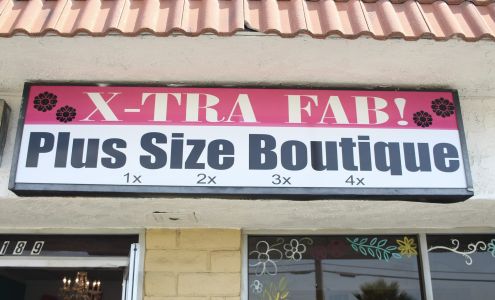 X-TRA FAB!
Plus Size Boutique
1x 2x 3x 4x
189